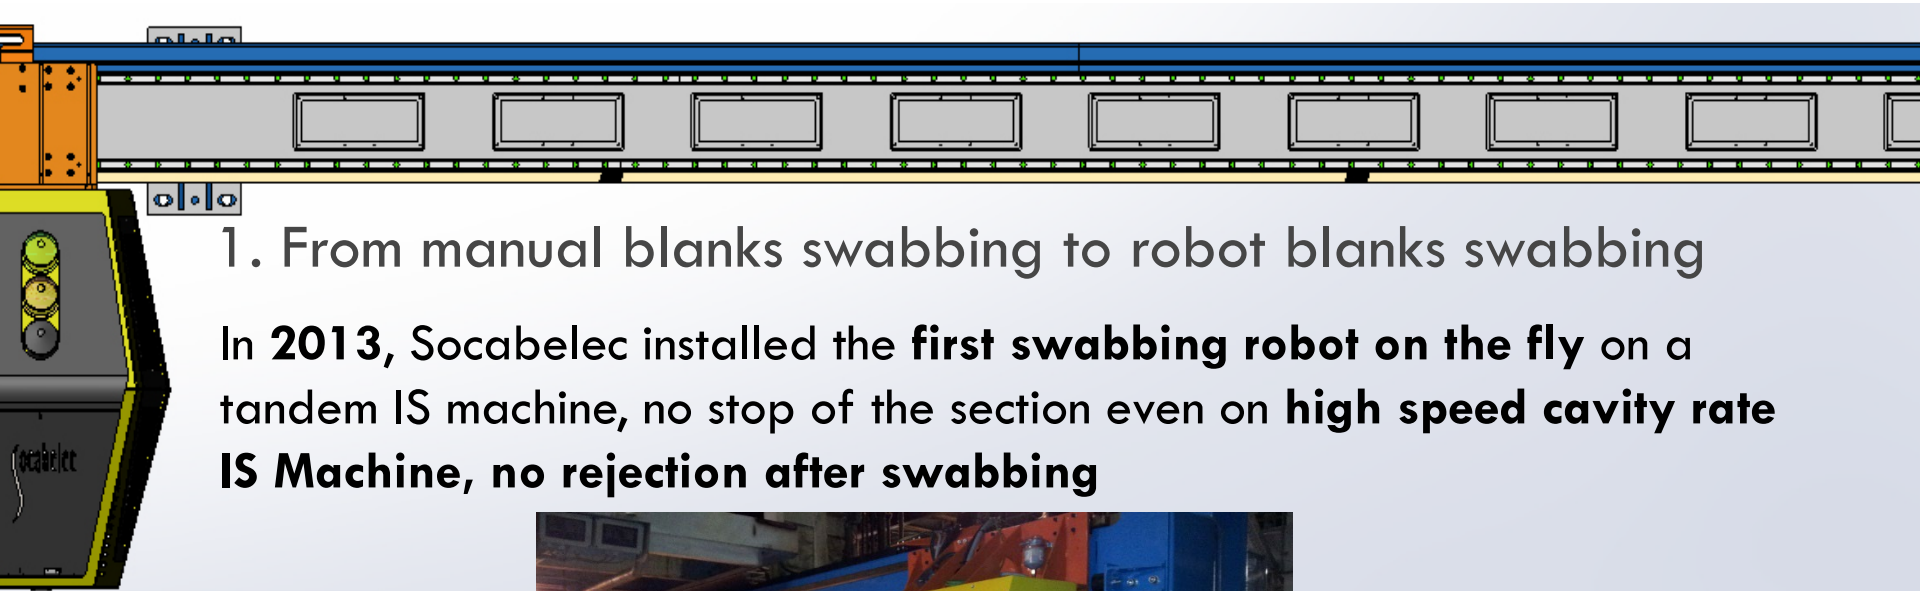 1. From manual blanks swabbing to robot blanks swabbing
In 2013, Socabelec installed the first swabbing robot on the fly on a
tandem IS machine, no stop of the section even on high speed cavity rate
IS Machine, no rejection after swabbing
Socabelec